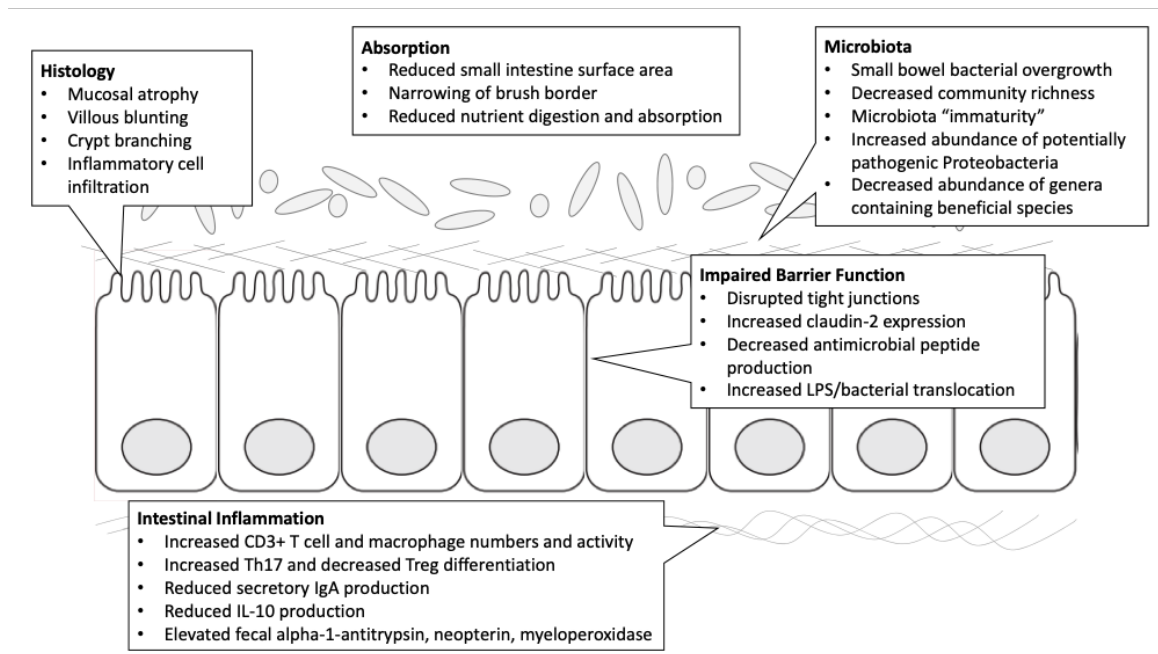 Histology
• Mucosal atrophy
• Villous blunting
• Crypt branching
• Inflammatory cell
infiltration
Absorption
• Reduced small intestine surface area
• Narrowing of brush border
• Reduced nutrient digestion and absorption
Microbiota
• Small bowel bacterial overgrowth
• Decreased community richness
• Microbiota “immaturity”
• Increased abundance of potentially
pathogenic Proteobacteria
• Decreased abundance of genera
containing beneficial species
Impaired Barrier Function
• Disrupted tight junctions
• Increased claudin-2 expression
• Decreased antimicrobial peptide
production
• Increased LPS/bacterial translocation
Intestinal Inflammation
• Increased CD3+ T cell and macrophage numbers and activity
• Increased Th17 and decreased Treg differentiation
• Reduced secretory IgA production
• Reduced IL-10 production
• Elevated fecal alpha-1-antitrypsin, neopterin, myeloperoxidase